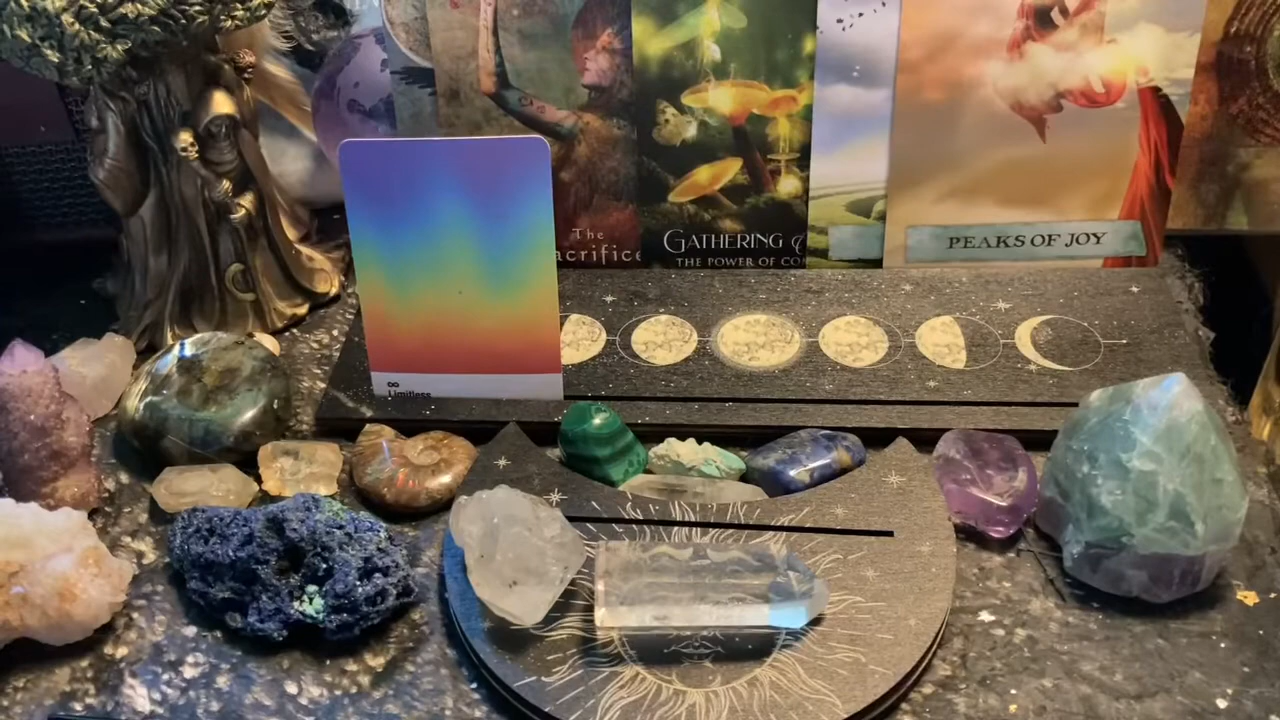 The
acrifice
GATHERING
THE POWER OF CO
PEAKS OF JOY
∞
Limitless